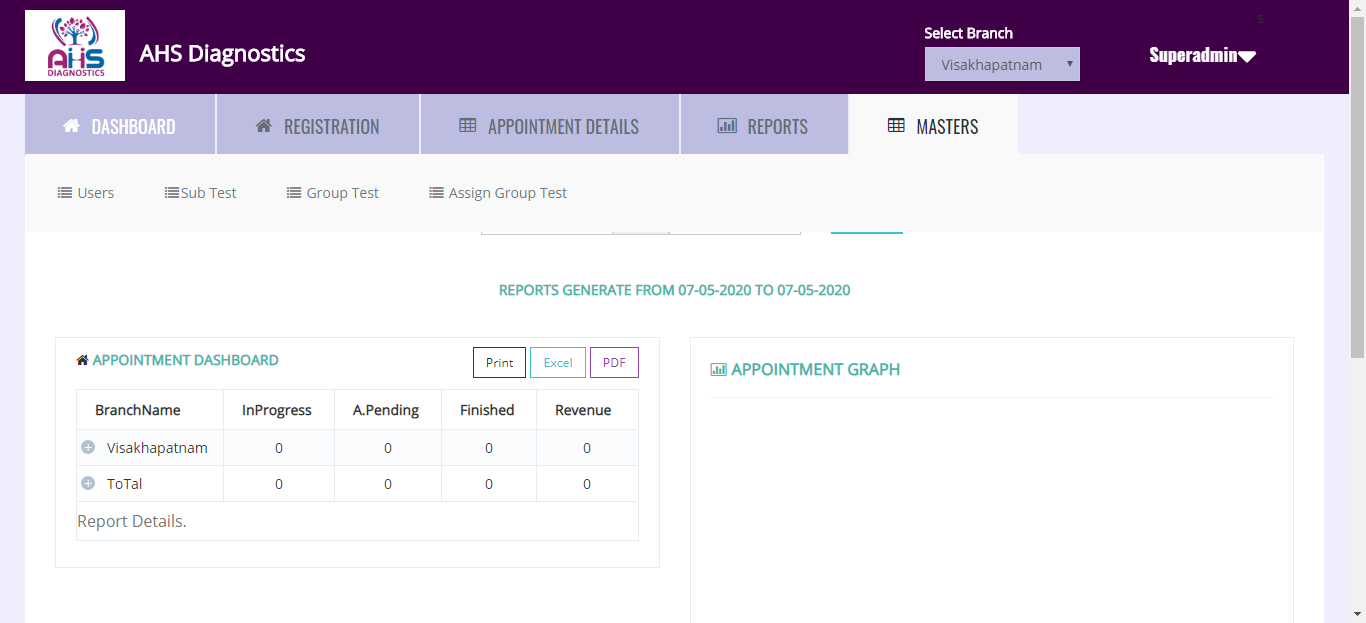 S
AHS
DIAGNOSTICS
AHS Diagnostics
Select Branch
Visakhapatnam
Superadmin
DASHBOARD REGISTRATION APPOINTMENT DETAILS REPORTS MASTERS
Users Sub Test Group Test Assign Group Test
REPORTS GENERATE FROM 07-05-2020 TO 07-05-2020
APPOINTMENT DASHBOARD Print Excel PDF
BranchName InProgress A.Pending Finished Revenue
Visakhapatnam 0 0 0 0
ToTal 0 0 0 0
Report Details.
APPOINTMENT GRAPH